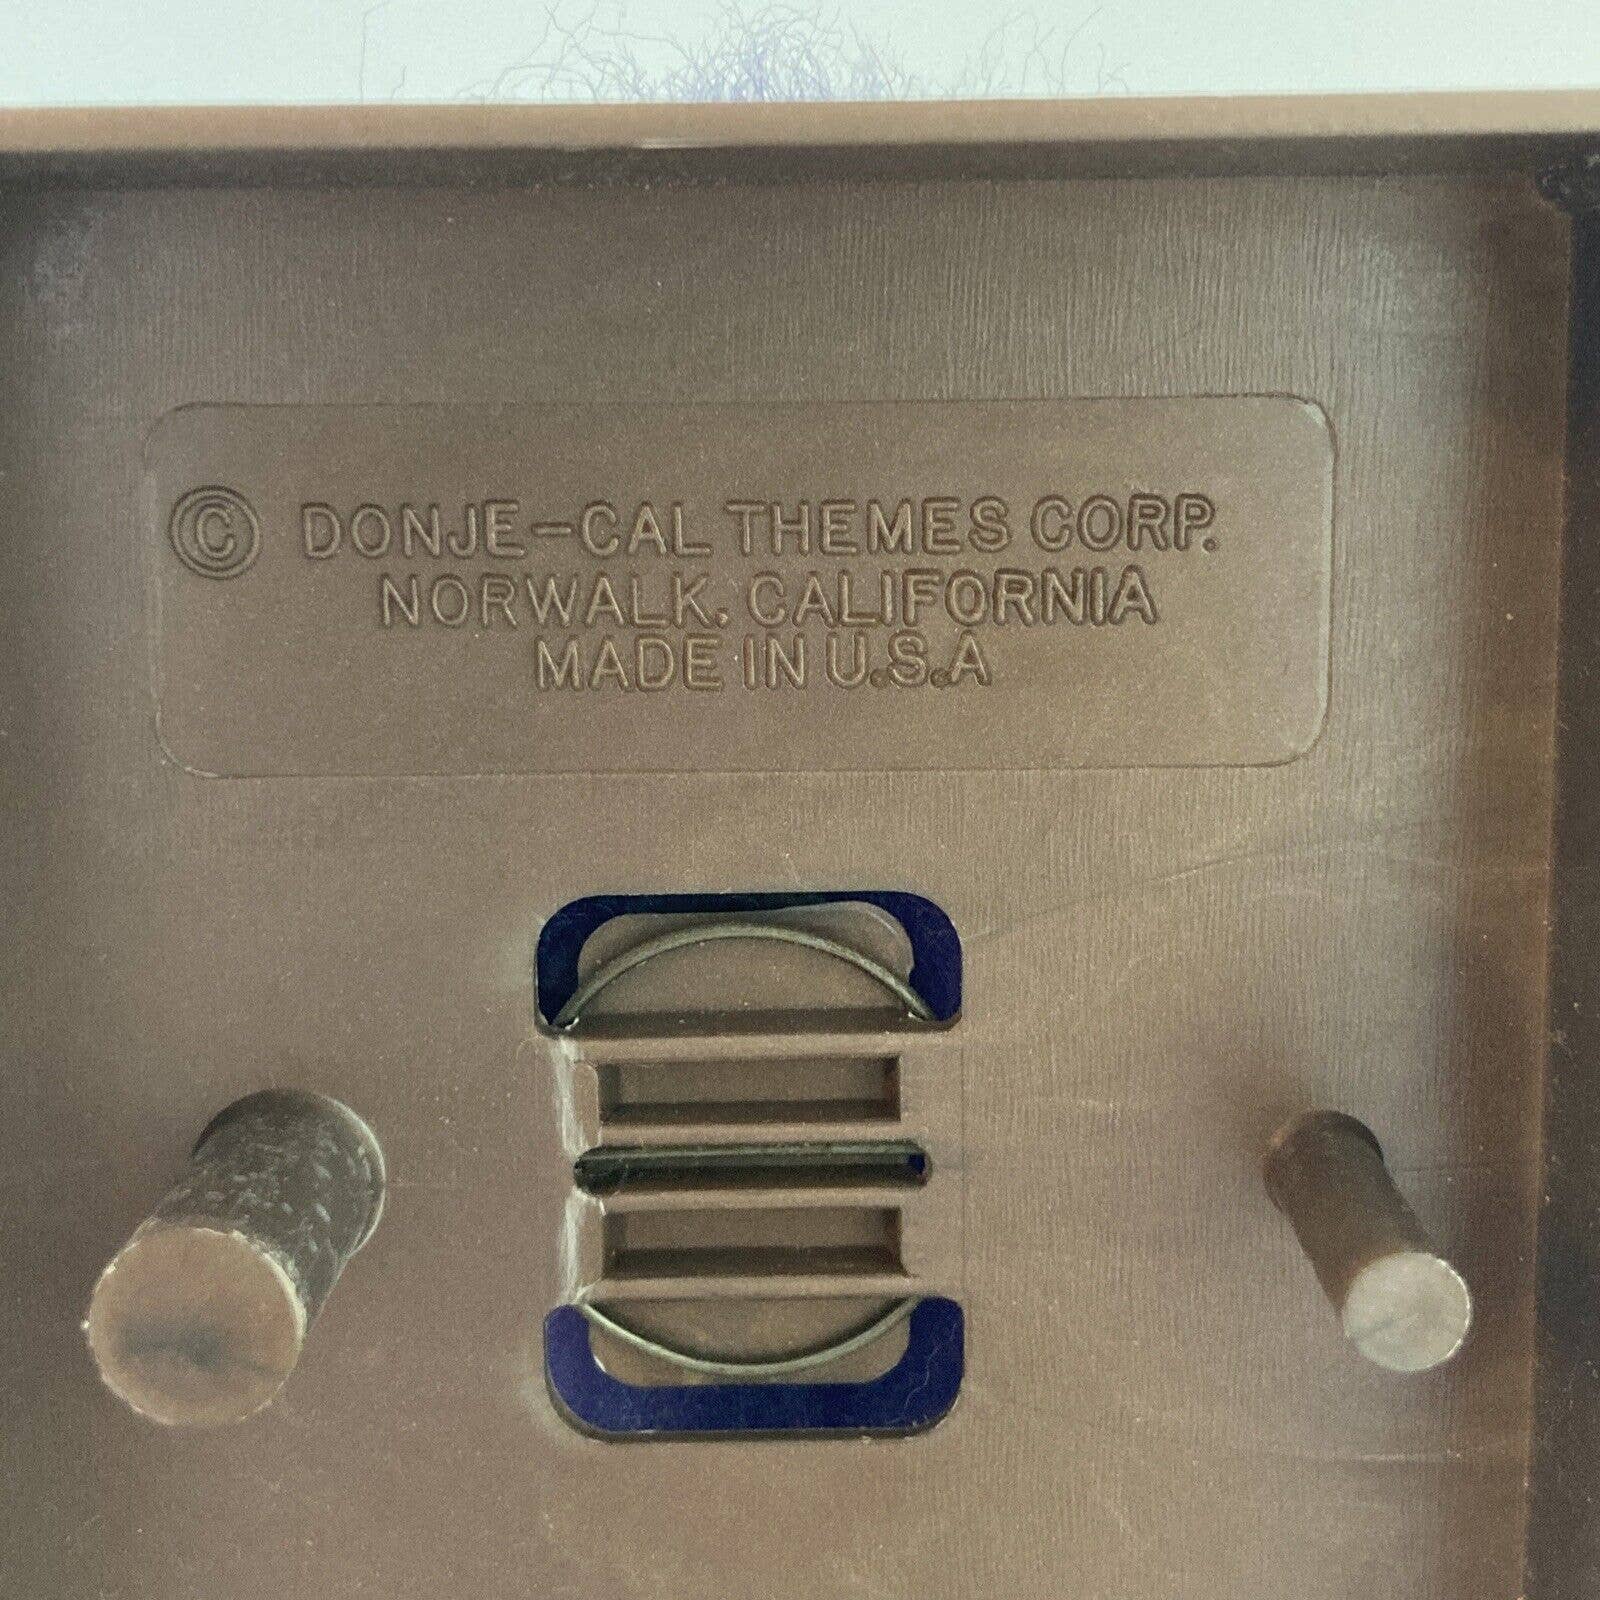 © DONJE-CAL THEMES CORP.
NORWALK, CALIFORNIA
MADE IN U.S.A